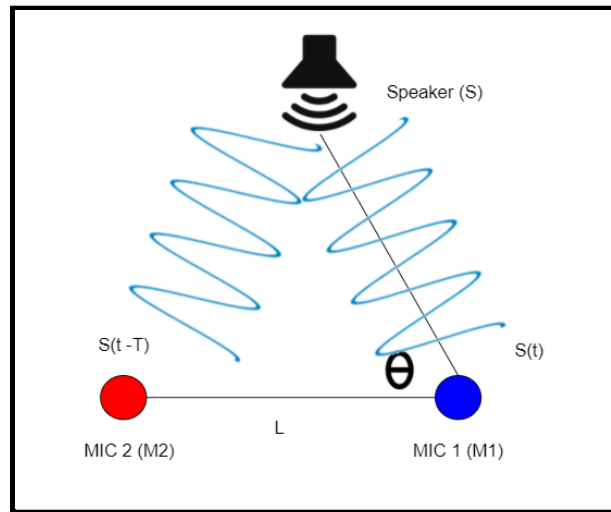 Speaker (S)
S(t -T)
θ
S(t)
L
MIC 2 (M2)
MIC 1 (M1)